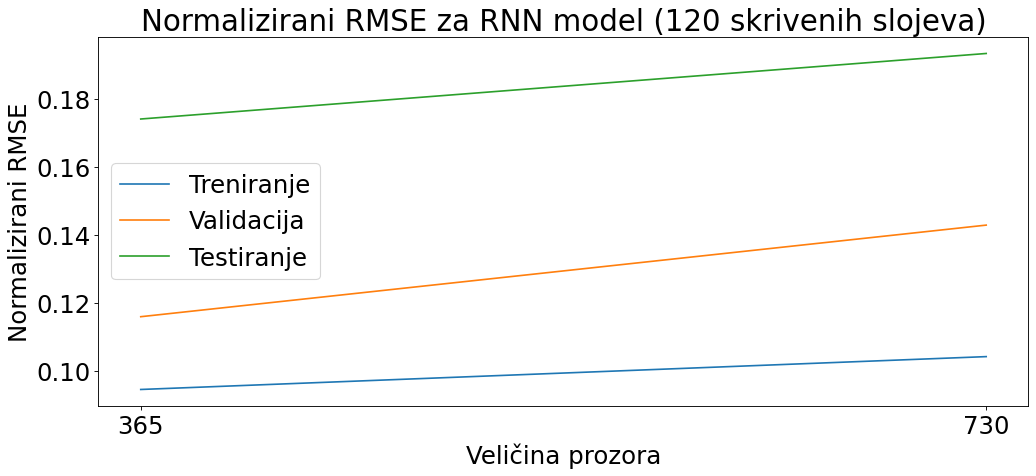 Normalizirani RMSE za RNN model (120 skrivenih slojeva)
Normalizirani RMSE
0.18
0.16
0.14
0.12
0.10
Treniranje
Validacija
Testiranje
365
730
Veličina prozora